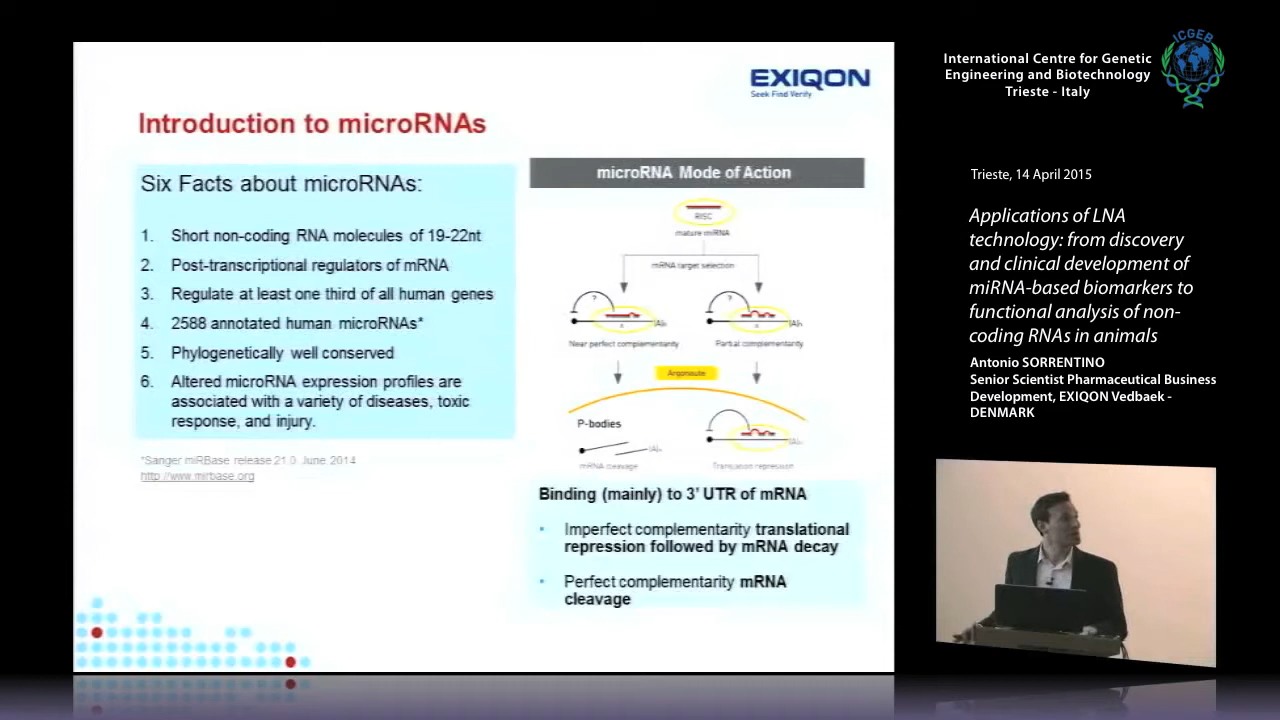 EXIQON
Seek Find Verify
Introduction to microRNAs
Six Facts about microRNAs:
1. Short non-coding RNA molecules of 19-22nt
2. Post-transcriptional regulators of mRNA
3. Regulate at least one third of all human genes
4. 2588 annotated human microRNAs*
5. Phylogenetically well conserved
6. Altered microRNA expression profiles are
associated with a variety of diseases, toxic
response, and injury.
*Sanger miRBase release 21.0 June 2014
http://www.mirbase.org
microRNA Mode of Action
RISC
mature miRNA
mRNA target selection
? ?
Near perfect complementarity Partial complementarity
Argonaute
P-bodies
mRNA cleavage Translation repression
Binding (mainly) to 3' UTR of mRNA
• Imperfect complementarity translational
repression followed by mRNA decay
• Perfect complementarity mRNA
cleavage
International Centre for Genetic
Engineering and Biotechnology
Trieste - Italy
ICGEB
Trieste, 14 April 2015
Applications of LNA
technology: from discovery
and clinical development of
miRNA-based biomarkers to
functional analysis of non-
coding RNAs in animals
Antonio SORRENTINO
Senior Scientist Pharmaceutical Business
Development, EXIQON Vedbaek -
DENMARK